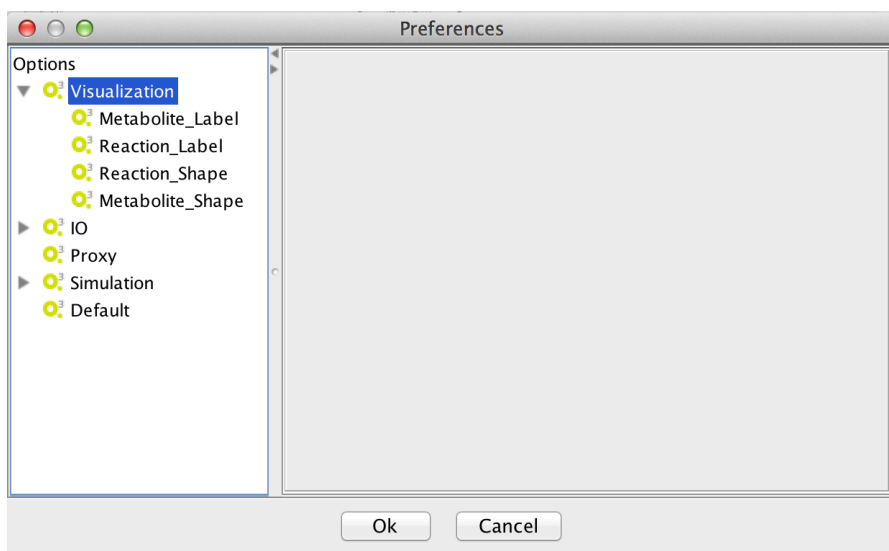 Preferences
Options
Visualization
Metabolite_Label
Reaction_Label
Reaction_Shape
Metabolite_Shape
IO
Proxy
Simulation
Default
Ok Cancel